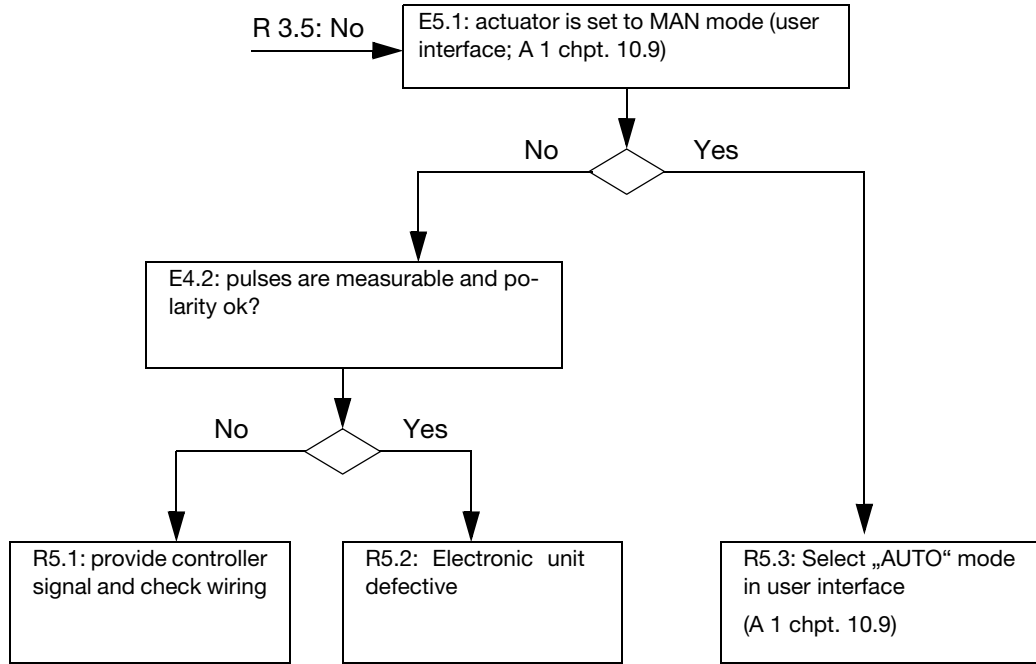 R 3.5: No
E5.1: actuator is set to MAN mode (user
interface; A 1 chpt. 10.9)
No
Yes
E4.2: pulses are measurable and po-
larity ok?
No
Yes
R5.1: provide controller
signal and check wiring
R5.2: Electronic unit
defective
R5.3: Select „AUTO“ mode
in user interface
(A 1 chpt. 10.9)